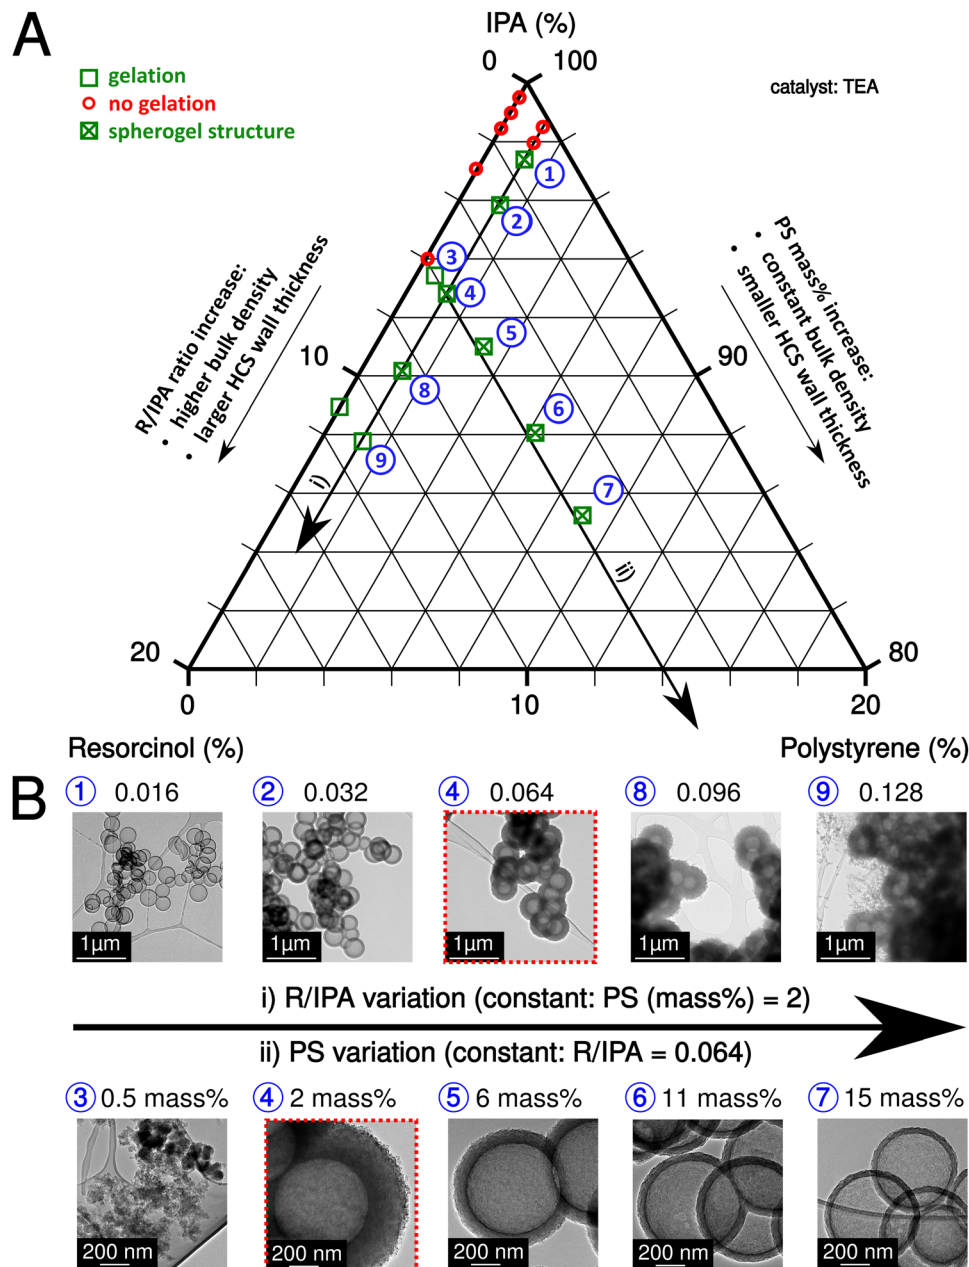 A
IPA (%)
0
100
gelation
no gelation
spherogel structure
catalyst: TEA
1
2
3
4
5
6
7
8
9
R/IPA ratio increase:
• higher bulk density
• larger HCS wall thickness
PS mass% increase:
• constant bulk density
• smaller HCS wall thickness
10
90
i)
ii)
20
80
0
10
20
Resorcinol (%)
Polystyrene (%)
B
1 0.016
2 0.032
4 0.064
8 0.096
9 0.128
1µm
1µm
1µm
1µm
1µm
i) R/IPA variation (constant: PS (mass%) = 2)
ii) PS variation (constant: R/IPA = 0.064)
3 0.5 mass%
4 2 mass%
5 6 mass%
6 11 mass%
7 15 mass%
200 nm
200 nm
200 nm
200 nm
200 nm